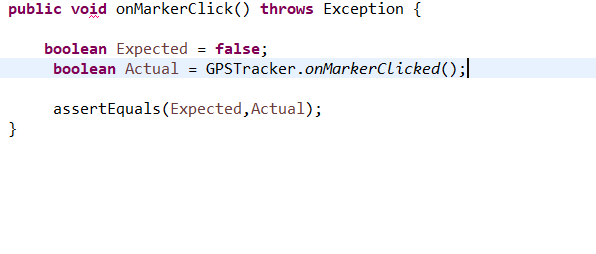 public void onMarkerClick() throws Exception {
boolean Expected = false;
boolean Actual = GPSTracker.onMarkerClicked();
assertEquals(Expected,Actual);
}